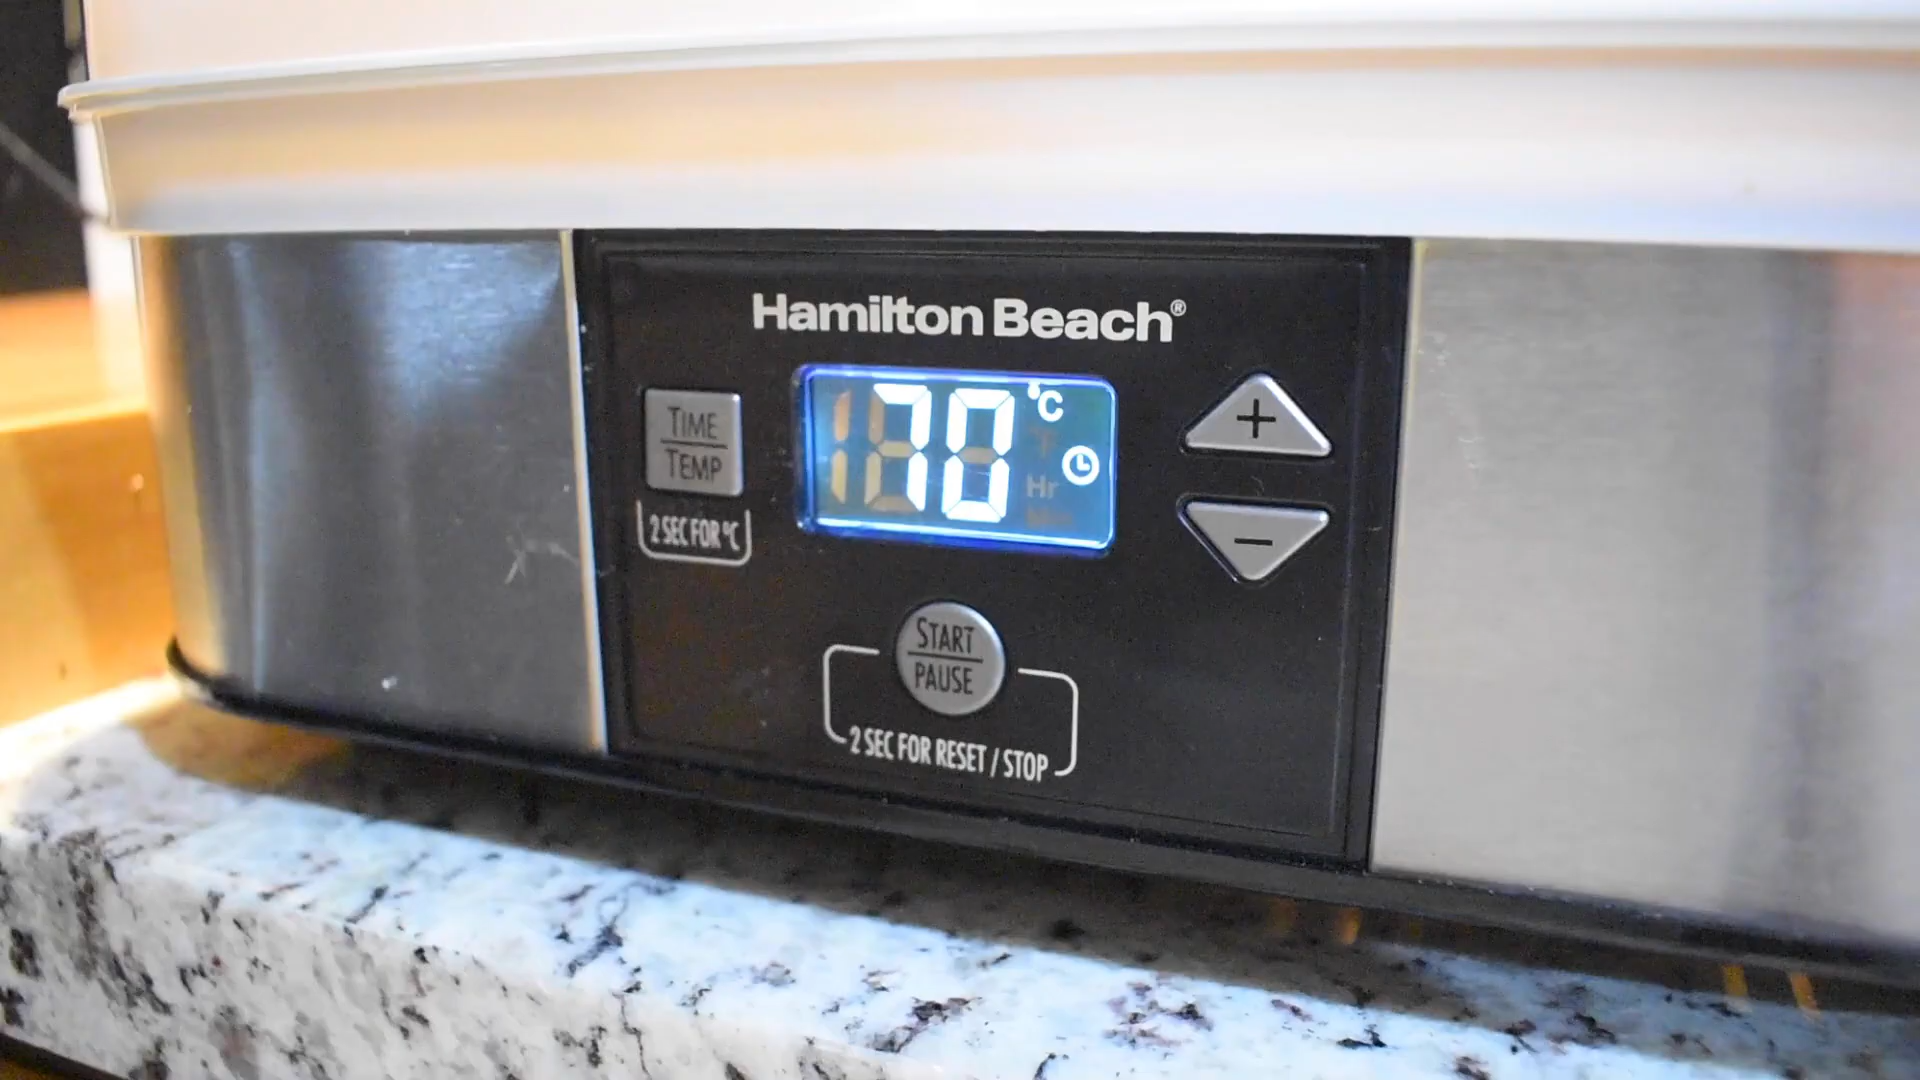 Hamilton Beach®
TIME
TEMP
2 SEC FOR °C
70 °C
Hr
+
−
START
PAUSE
2 SEC FOR RESET / STOP